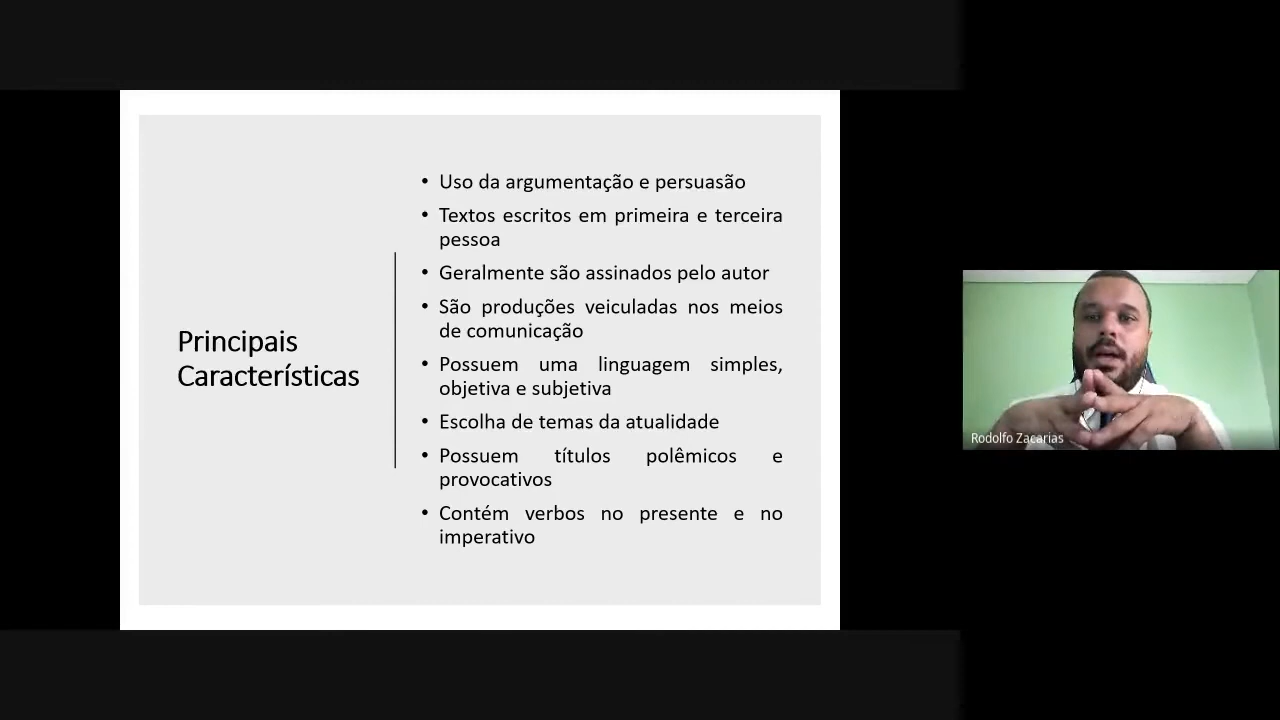 Principais
Características
• Uso da argumentação e persuasão
• Textos escritos em primeira e terceira
pessoa
• Geralmente são assinados pelo autor
• São produções veiculadas nos meios
de comunicação
• Possuem uma linguagem simples,
objetiva e subjetiva
• Escolha de temas da atualidade
• Possuem títulos polêmicos e
provocativos
• Contém verbos no presente e no
imperativo
Rodolfo Zacarias